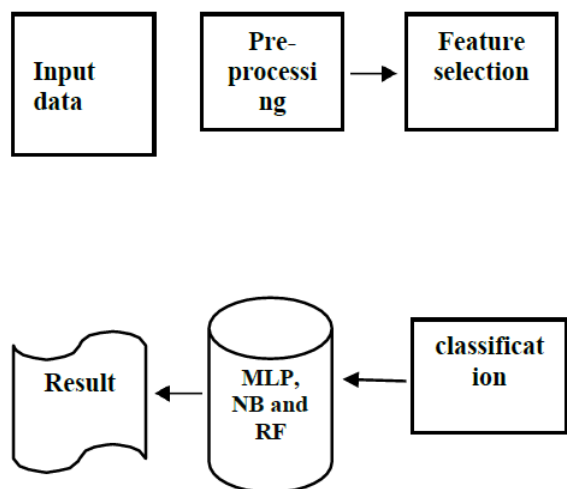 Input
data
Pre-
processi
ng
Feature
selection
Result
MLP,
NB and
RF
classificat
ion